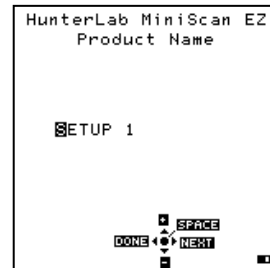 HunterLab MiniScan EZ
Product Name
SETUP 1
+
SPACE
DONE NEXT
-